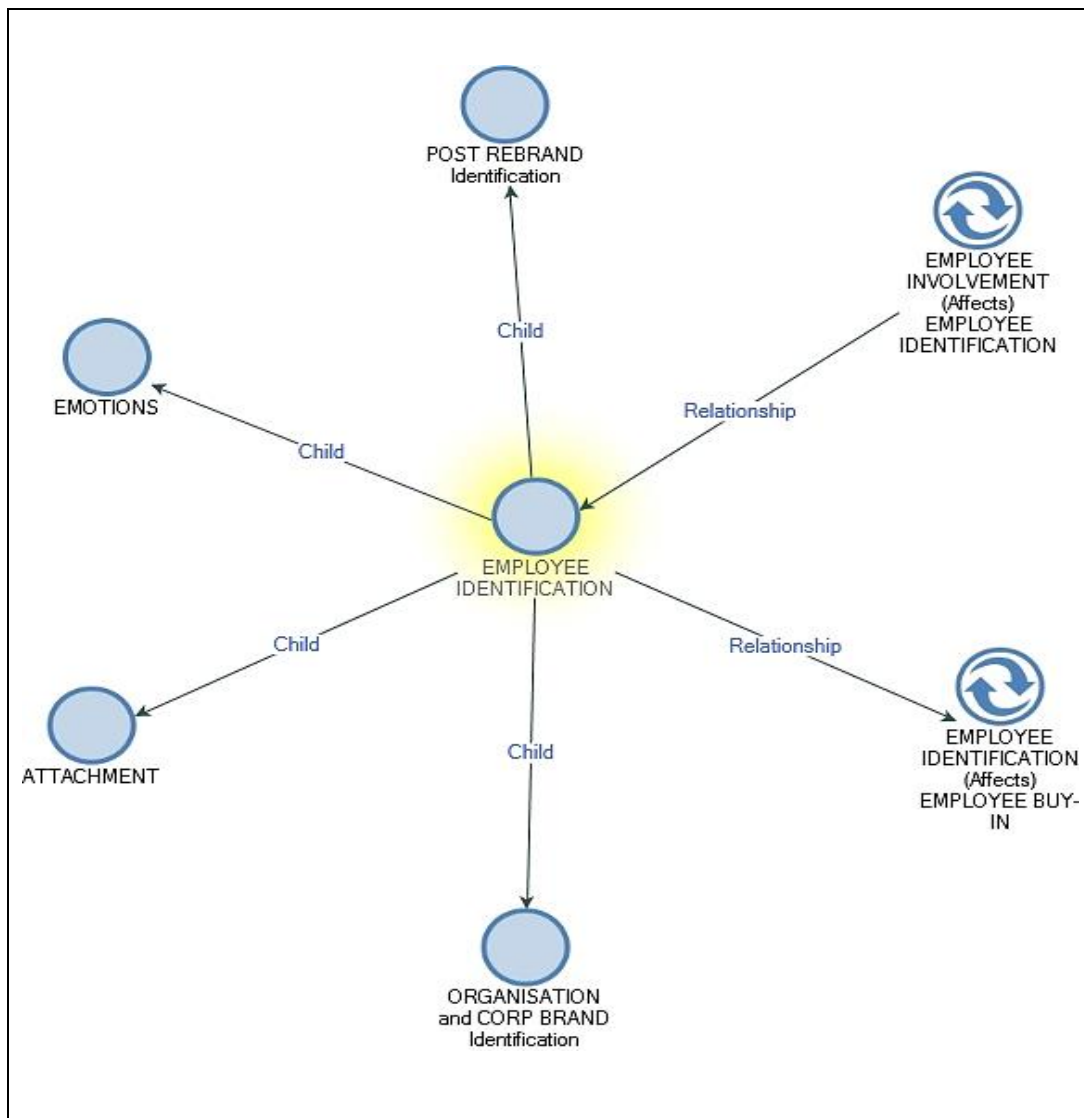 POST REBRAND
Identification
EMPLOYEE
INVOLVEMENT
(Affects)
EMPLOYEE
IDENTIFICATION
Child
EMOTIONS
Relationship
Child
EMPLOYEE
IDENTIFICATION
Child
Relationship
ATTACHMENT
Child
EMPLOYEE
IDENTIFICATION
(Affects)
EMPLOYEE BUY-
IN
ORGANISATION
and CORP BRAND
Identification